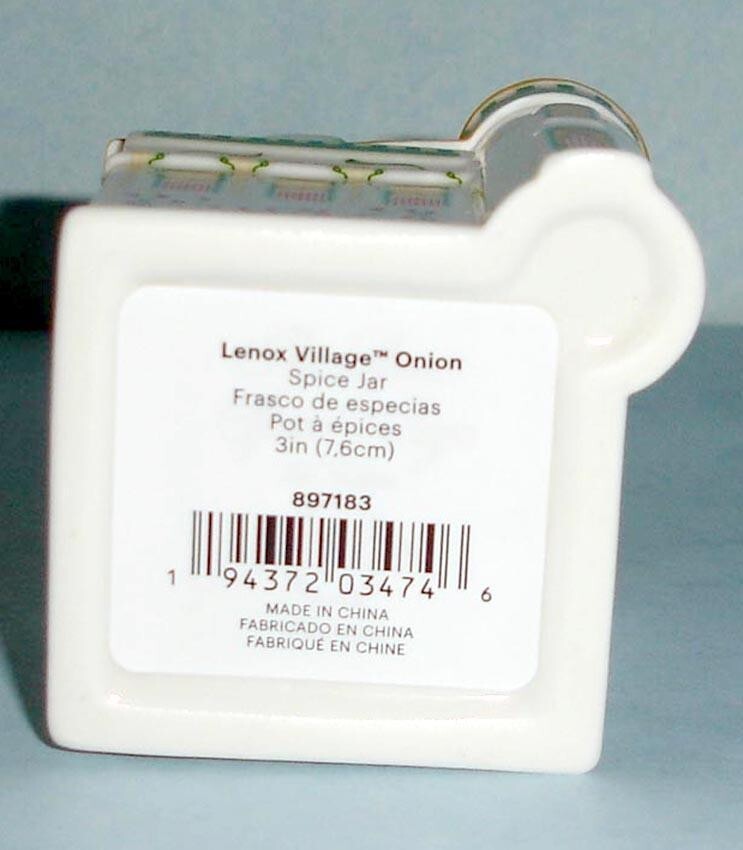 Lenox Village™ Onion
Spice Jar
Frasco de especias
Pot à épices
3in (7,6cm)
897183
1 94372 03474 6
MADE IN CHINA
FABRICADO EN CHINA
FABRIQUÉ EN CHINE